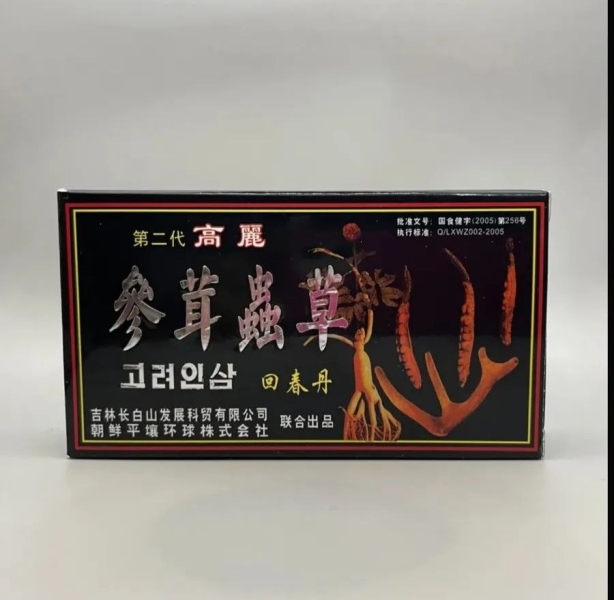 批准文号：国食健字(2005)第256号
执行标准：Q/LXWZ002-2005
第二代 高麗
參茸蟲草
고려인삼 回春丹
吉林长白山发展科贸有限公司
朝鲜平壤环球株式会社
联合出品